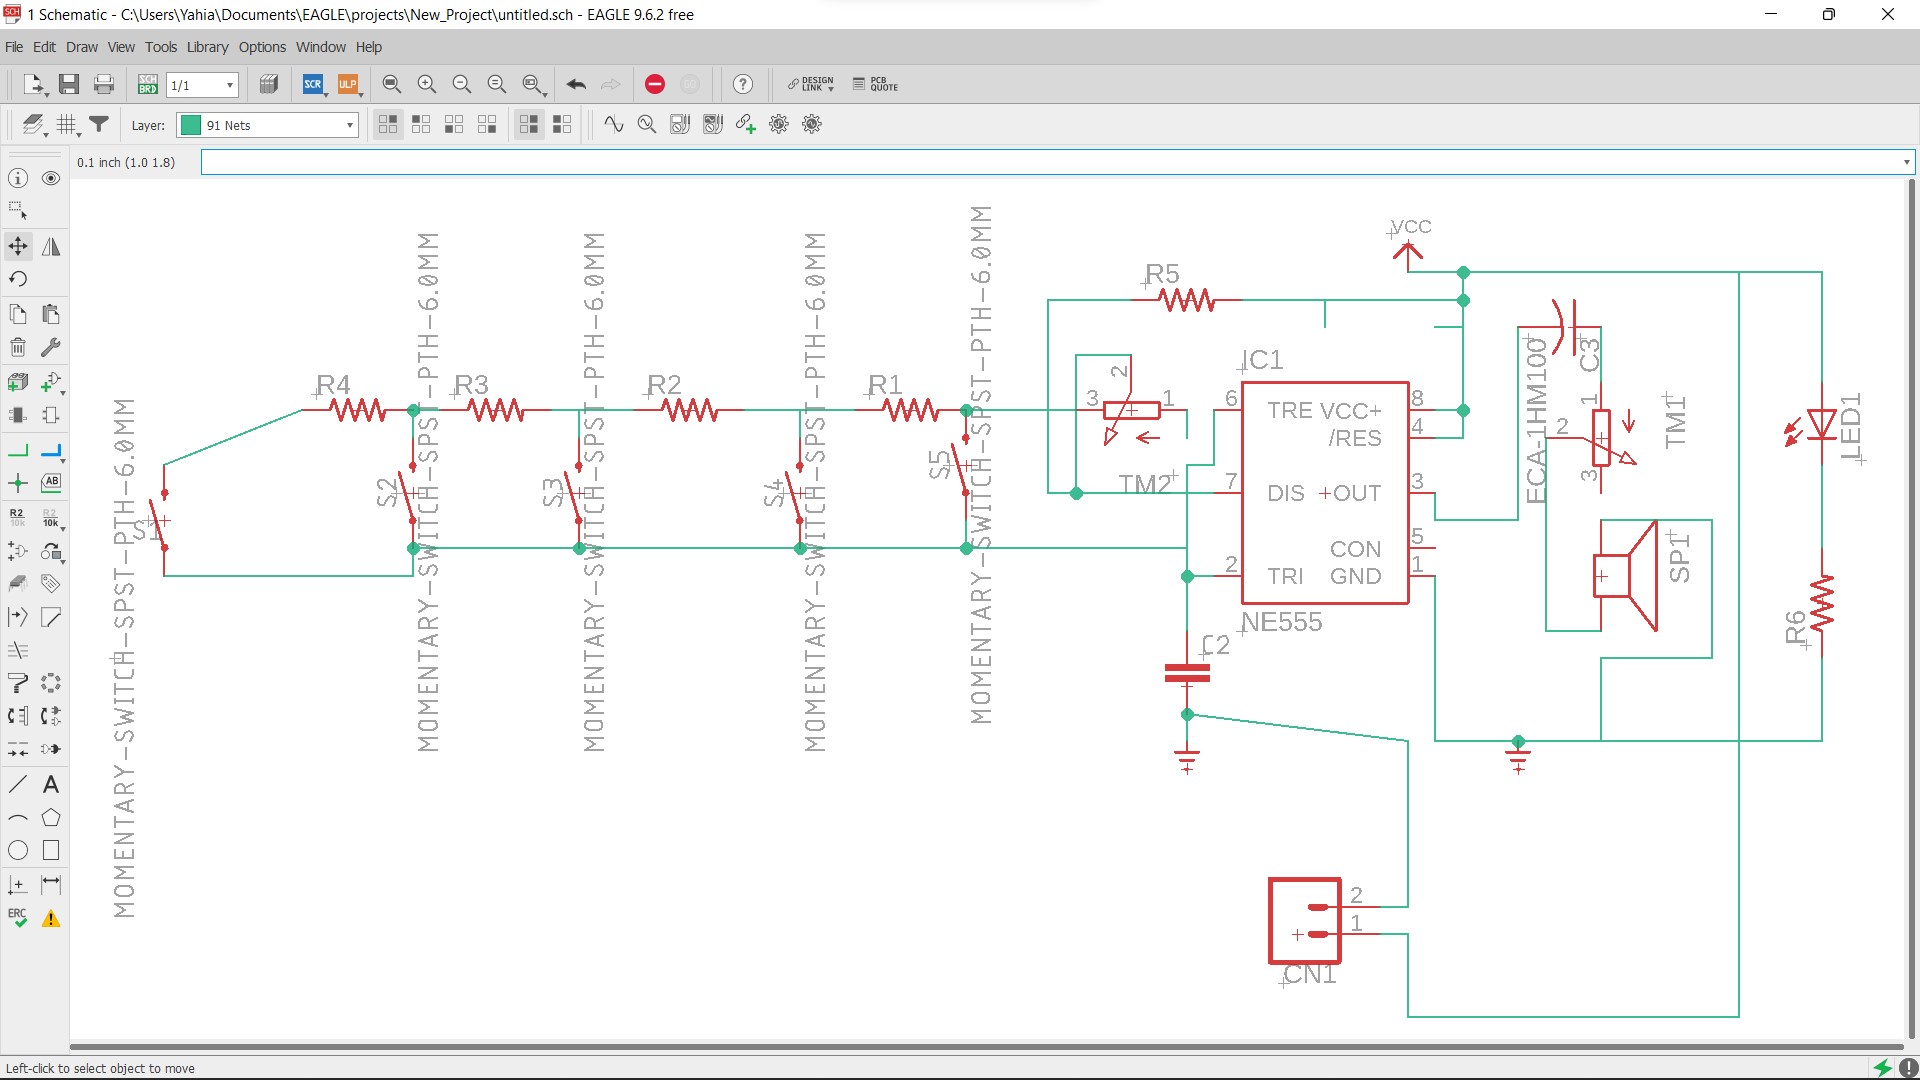 1 Schematic - C:\Users\Yahia\Documents\EAGLE\projects\New_Project\untitled.sch - EAGLE 9.6.2 free
File Edit Draw View Tools Library Options Window Help
SCH BRD 1/1 SCR ULP DESIGN LINK PCB QUOTE
Layer: 91 Nets
0.1 inch (1.0 1.8)
VCC
R5
IC1
2
3 1
6 TRE VCC+ 8
/RES 4
TM2
7 DIS +OUT 3
CON 5
2 TRI GND 1
NE555
C2
R4 R3 R2 R1
S1
S2
S3
S4
S5
MOMENTARY-SWITCH-SPST-PTH-6.0MM
MOMENTARY-SWITCH-SPST-PTH-6.0MM
MOMENTARY-SWITCH-SPST-PTH-6.0MM
MOMENTARY-SWITCH-SPST-PTH-6.0MM
MOMENTARY-SWITCH-SPST-PTH-6.0MM
C3
ECA-1HM100
1
2
3
TM1
SP1
LED1
R6
2
1
CN1
R2 10k R2 10k
ERC
Left-click to select object to move